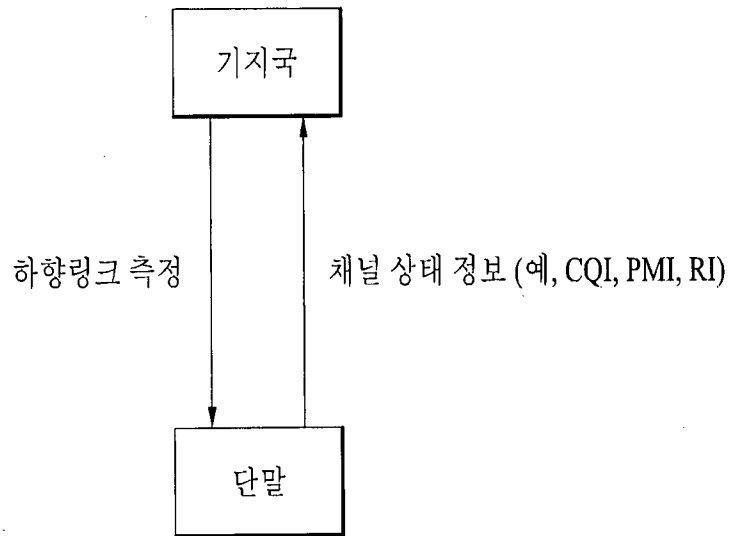 기지국
하향링크 측정
채널 상태 정보 (예, CQI, PMI, RI)
단말